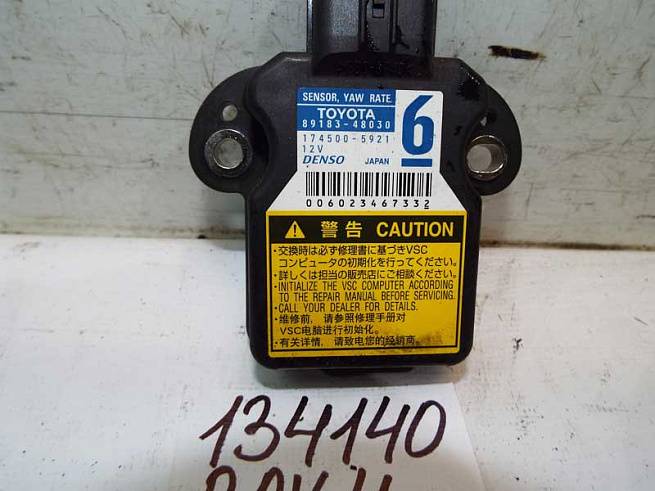 SENSOR, YAW RATE
TOYOTA
89183-48030
6
174500-5921
12V
DENSO JAPAN
006023467332
警告 CAUTION
・交換時は必ず修理書に基づきVSC
コンピュータの初期化を行ってください。
・詳しくは担当の販売店にご相談ください。
・INITIALIZE THE VSC COMPUTER ACCORDING
TO THE REPAIR MANUAL BEFORE SERVICING.
・CALL YOUR DEALER FOR DETAILS.
・维修前，请参照修理手册对
VSC电脑进行初始化。
・有关详情，请致电您的经销商。
134140
RAV4